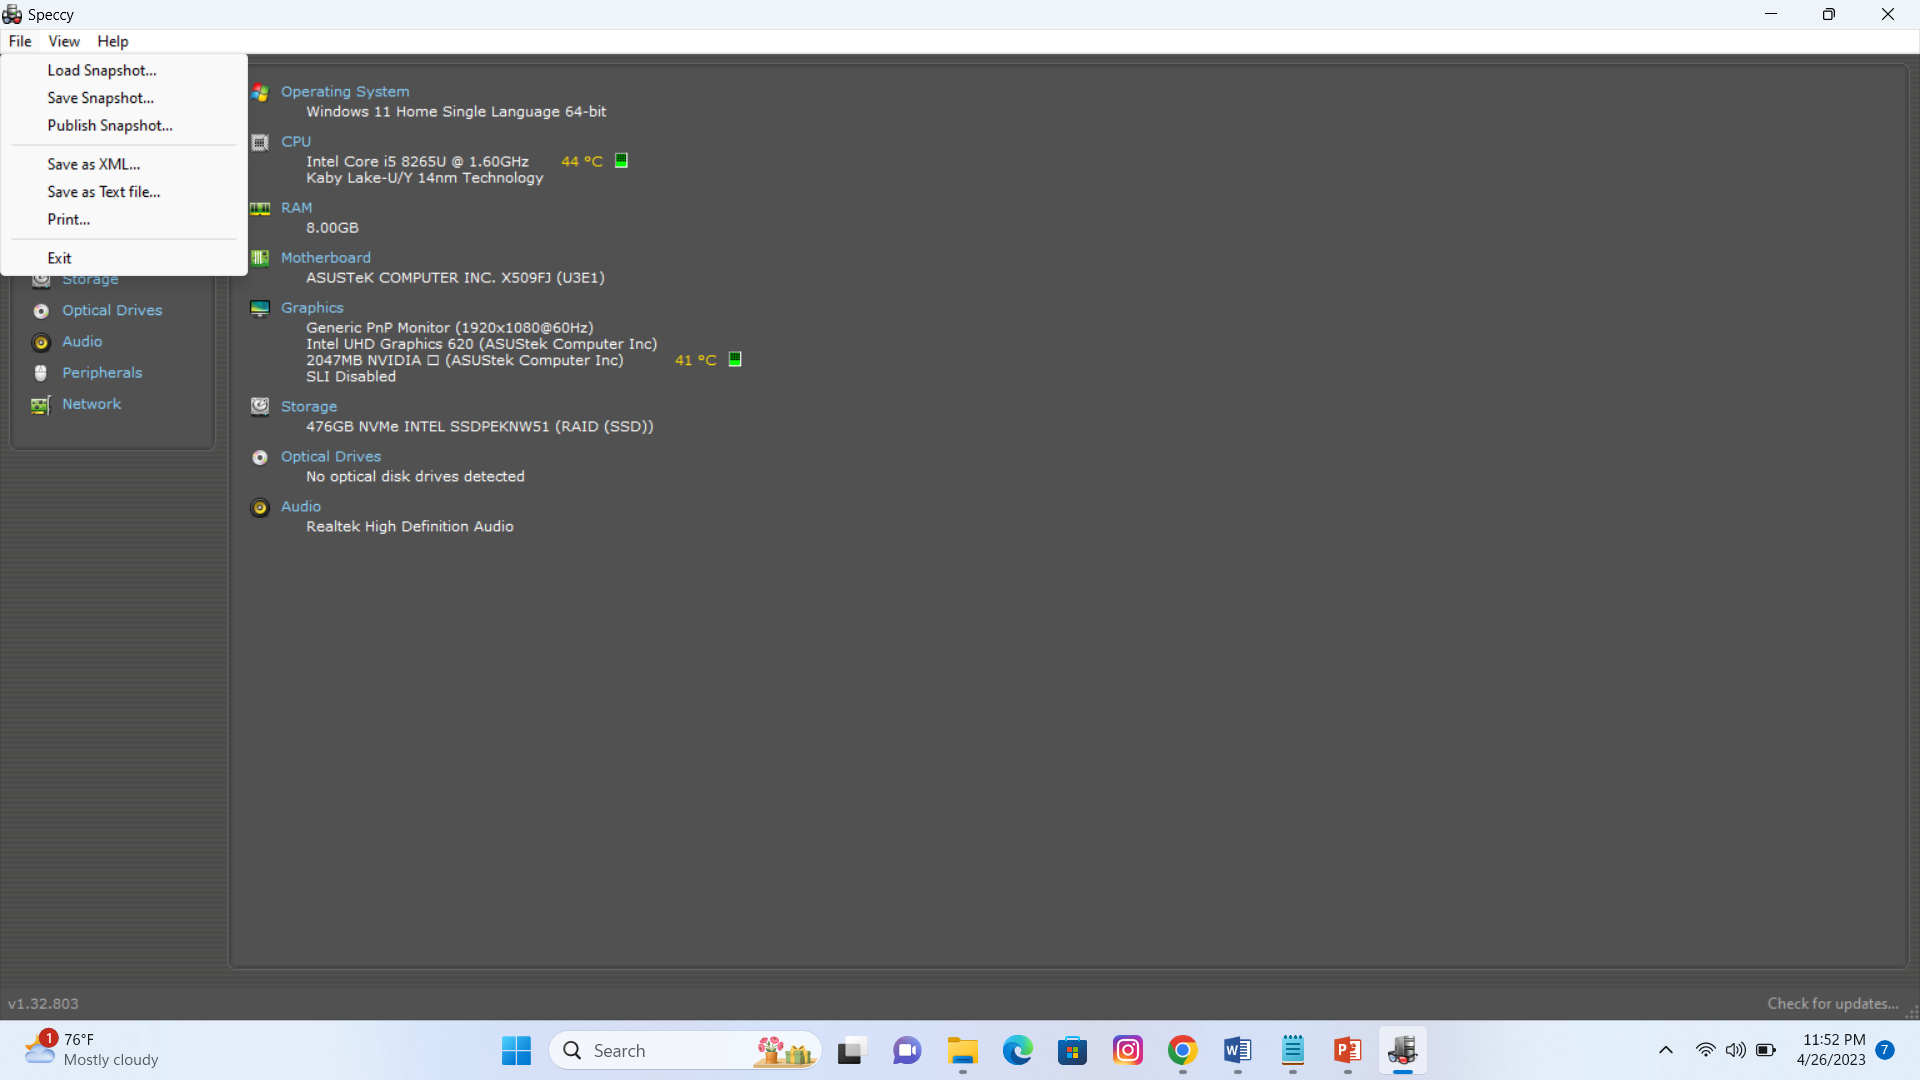 Speccy
File View Help
Load Snapshot...
Save Snapshot...
Publish Snapshot...
Save as XML...
Save as Text file...
Print...
Exit
Storage
Optical Drives
Audio
Peripherals
Network
Operating System
Windows 11 Home Single Language 64-bit
CPU
Intel Core i5 8265U @ 1.60GHz 44 °C
Kaby Lake-U/Y 14nm Technology
RAM
8.00GB
Motherboard
ASUSTeK COMPUTER INC. X509FJ (U3E1)
Graphics
Generic PnP Monitor (1920x1080@60Hz)
Intel UHD Graphics 620 (ASUStek Computer Inc)
2047MB NVIDIA □ (ASUStek Computer Inc) 41 °C
SLI Disabled
Storage
476GB NVMe INTEL SSDPEKNW51 (RAID (SSD))
Optical Drives
No optical disk drives detected
Audio
Realtek High Definition Audio
v1.32.803
Check for updates...
1
76°F
Mostly cloudy
Search
11:52 PM
4/26/2023
7